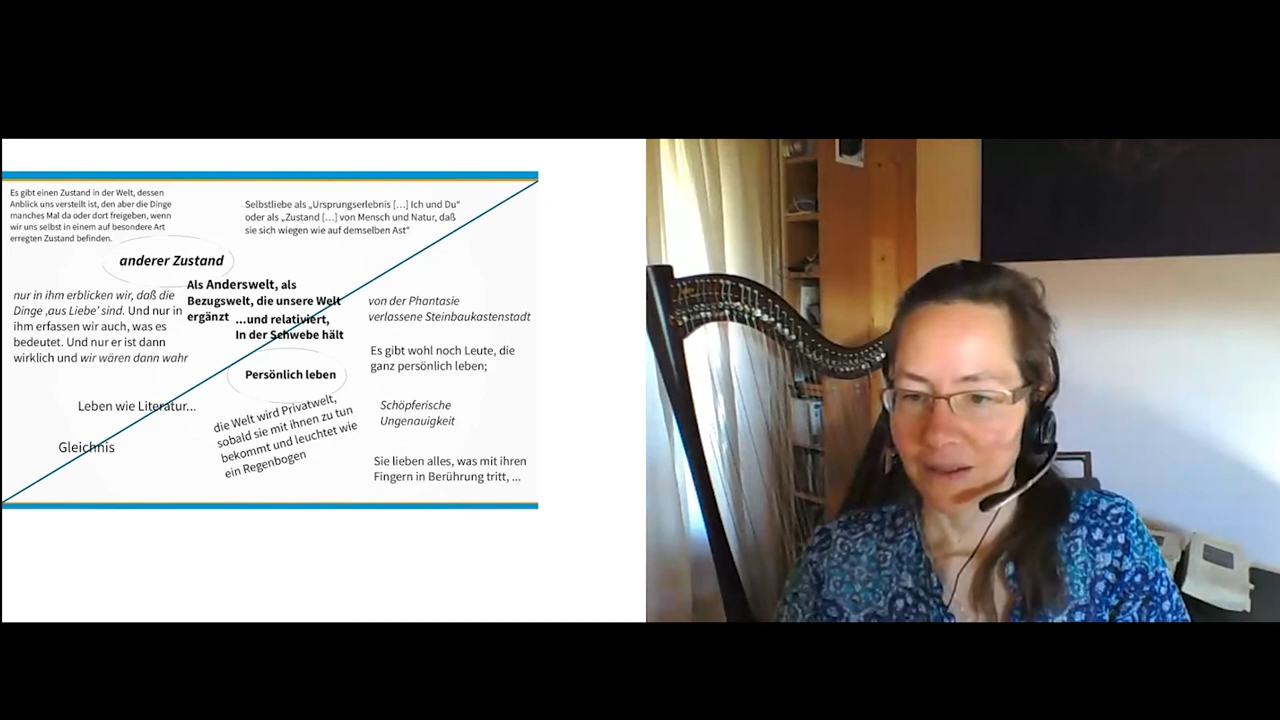 Es gibt einen Zustand in der Welt, dessen
Anblick uns verstellt ist, den aber die Dinge
manches Mal da oder dort freigeben, wenn
wir uns selbst in einem auf besondere Art
erregten Zustand befinden.
Selbstliebe als „Ursprungserlebnis [...] Ich und Du“
oder als „Zustand [...] von Mensch und Natur, daß
sie sich wiegen wie auf demselben Ast“
anderer Zustand
Als Anderswelt, als
Bezugswelt, die unsere Welt
ergänzt
...und relativiert,
In der Schwebe hält
nur in ihm erblicken wir, daß die
Dinge ‚aus Liebe‘ sind. Und nur in
ihm erfassen wir auch, was es
bedeutet. Und nur er ist dann
wirklich und wir wären dann wahr
von der Phantasie
verlassene Steinbaukastenstadt
Es gibt wohl noch Leute, die
ganz persönlich leben;
Persönlich leben
Leben wie Literatur...
Gleichnis
die Welt wird Privatwelt,
sobald sie mit ihnen zu tun
bekommt und leuchtet wie
ein Regenbogen
Schöpferische
Ungenauigkeit
Sie lieben alles, was mit ihren
Fingern in Berührung tritt, ...